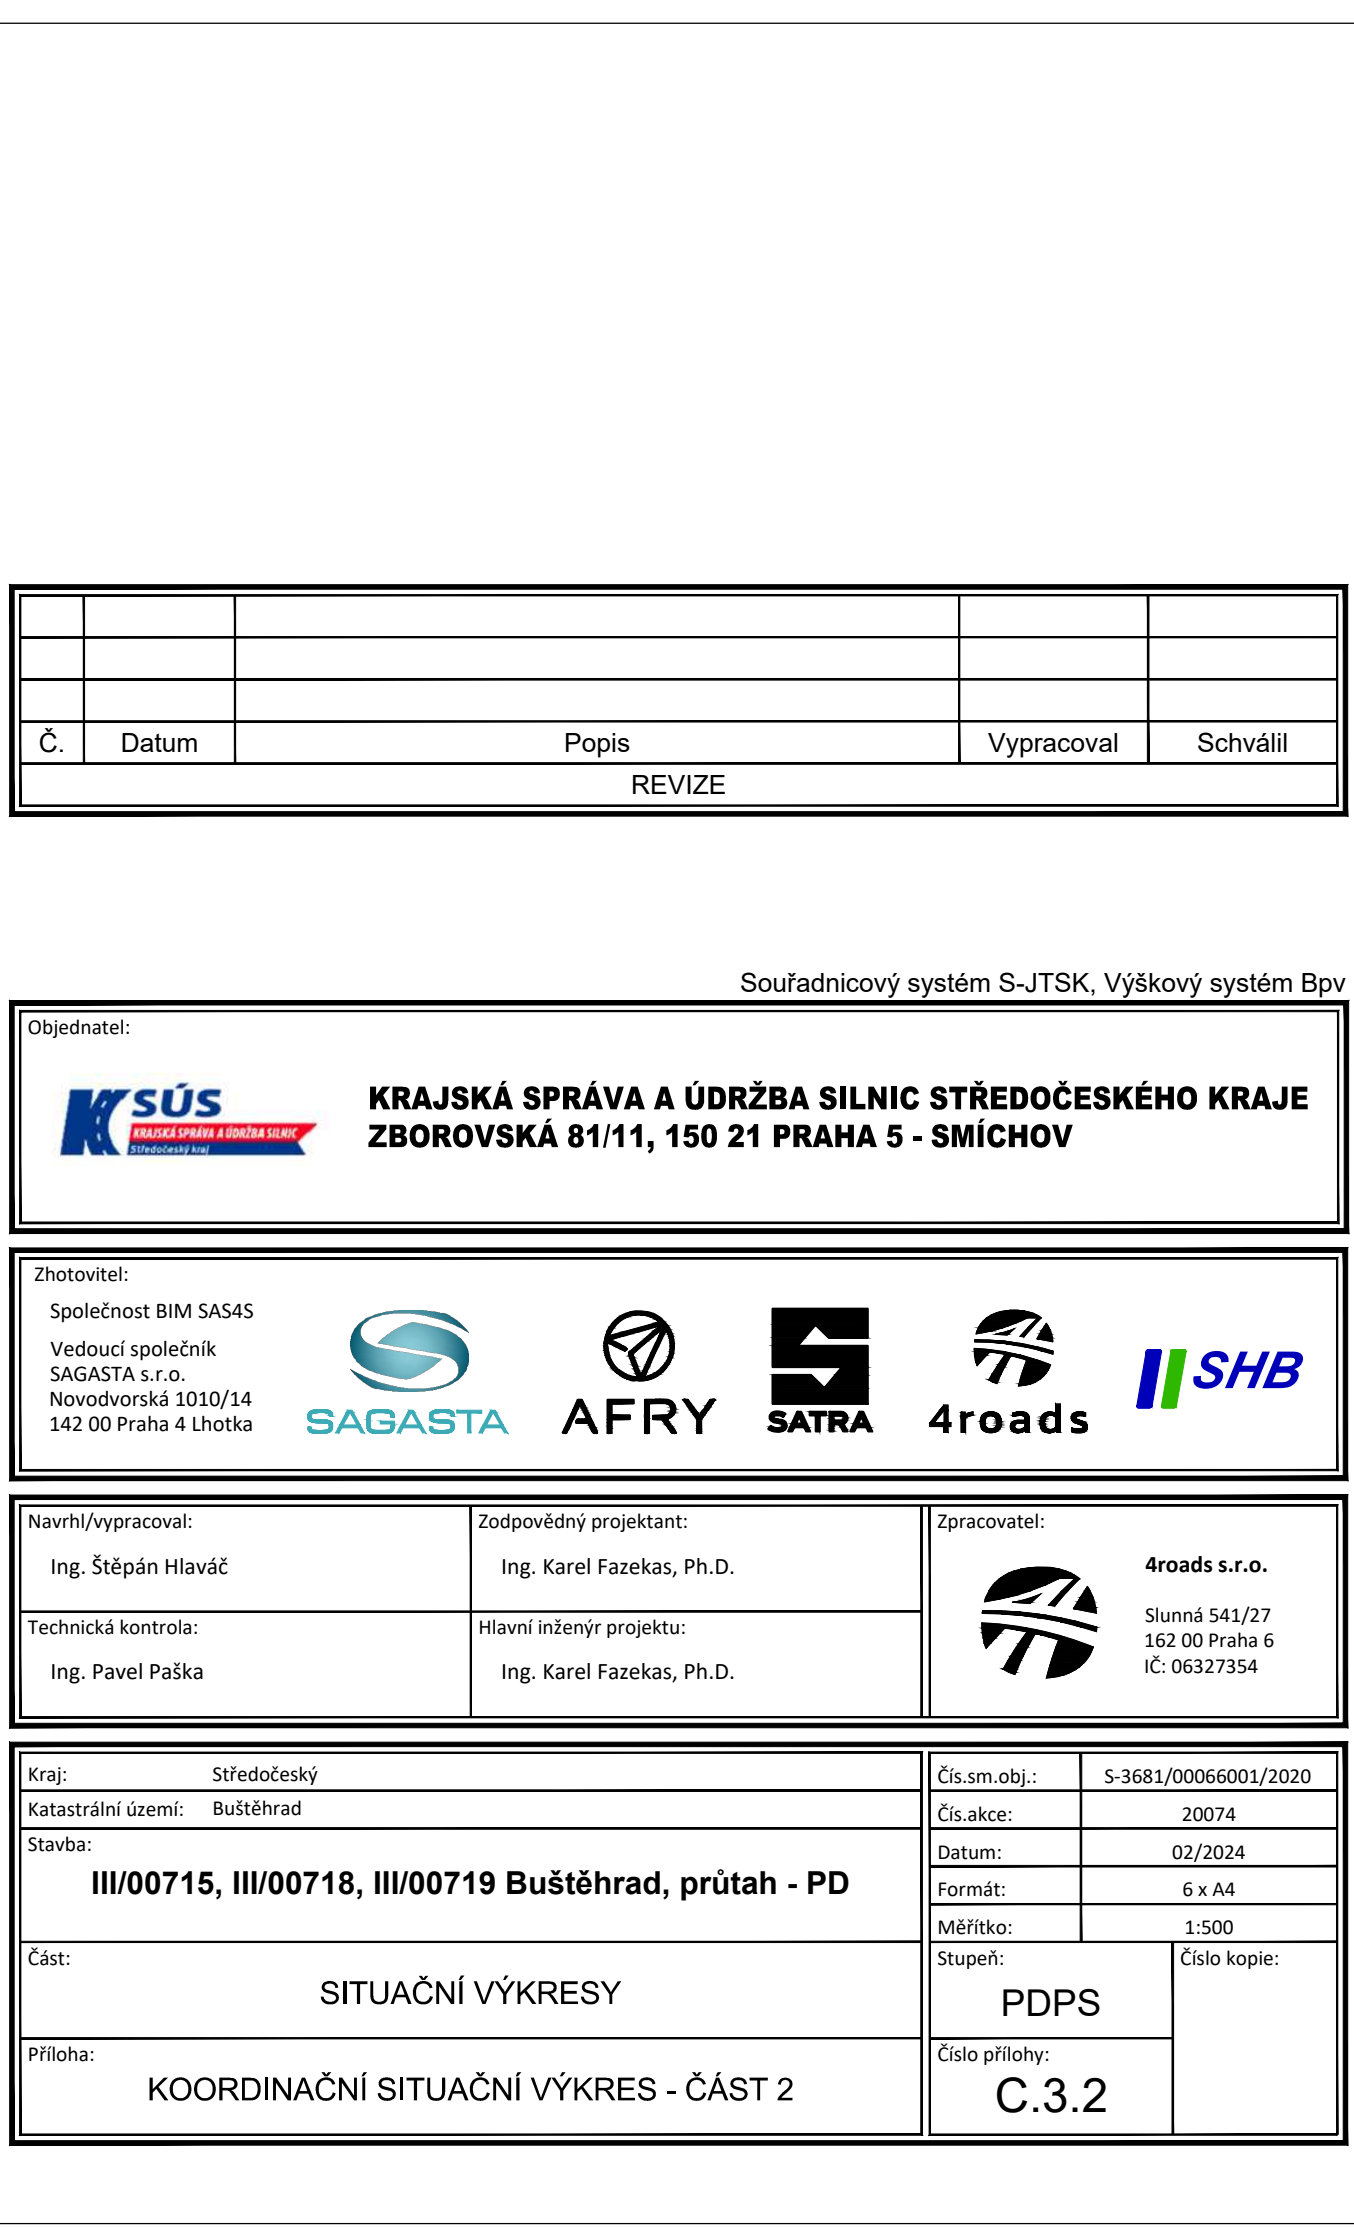 Č. Datum Popis Vypracoval Schválil
REVIZE
Souřadnicový systém S-JTSK, Výškový systém Bpv
Objednatel:
SÚS
KRAJSKÁ SPRÁVA A ÚDRŽBA SILNIC
Středočeský kraj
KRAJSKÁ SPRÁVA A ÚDRŽBA SILNIC STŘEDOČESKÉHO KRAJE
ZBOROVSKÁ 81/11, 150 21 PRAHA 5 - SMÍCHOV
Zhotovitel:
Společnost BIM SAS4S
Vedoucí společník
SAGASTA s.r.o.
Novodvorská 1010/14
142 00 Praha 4 Lhotka
SAGASTA
AFRY
SATRA
4roads
SHB
Navrhl/vypracoval:
Ing. Štěpán Hlaváč
Zodpovědný projektant:
Ing. Karel Fazekas, Ph.D.
Technická kontrola:
Ing. Pavel Paška
Hlavní inženýr projektu:
Ing. Karel Fazekas, Ph.D.
Zpracovatel:
4roads s.r.o.
Slunná 541/27
162 00 Praha 6
IČ: 06327354
Kraj: Středočeský
Katastrální území: Buštěhrad
Stavba:
III/00715, III/00718, III/00719 Buštěhrad, průtah - PD
Část:
SITUAČNÍ VÝKRESY
Příloha:
KOORDINAČNÍ SITUAČNÍ VÝKRES - ČÁST 2
Čís.sm.obj.: S-3681/00066001/2020
Čís.akce: 20074
Datum: 02/2024
Formát: 6 x A4
Měřítko: 1:500
Stupeň:
PDPS
Číslo kopie:
Číslo přílohy:
C.3.2